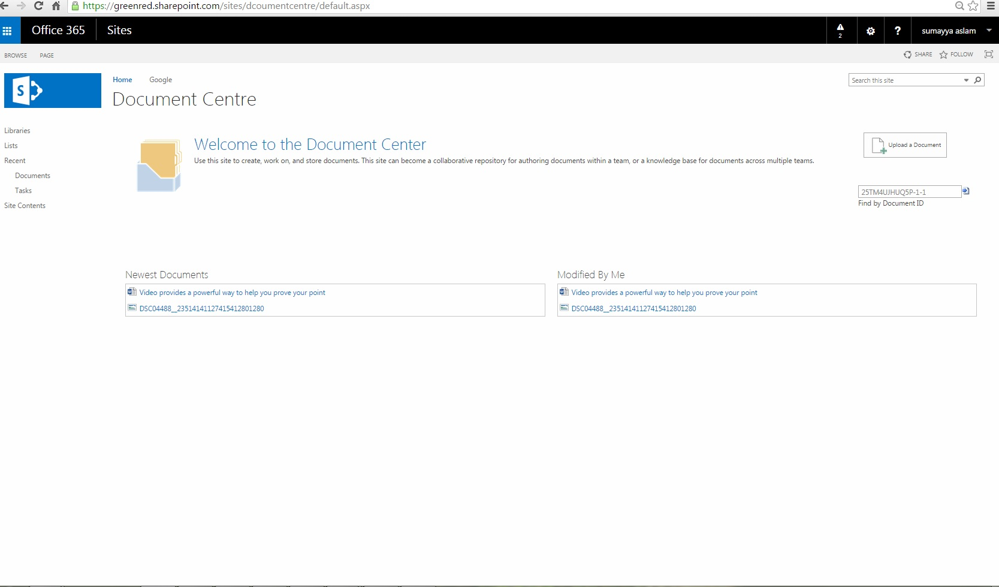 https://greenred.sharepoint.com/sites/dcoumentcentre/default.aspx
Office 365 Sites
2
? sumayya aslam
BROWSE PAGE
SHARE FOLLOW
S
Home Google
Search this site
Document Centre
Libraries
Lists
Recent
Documents
Tasks
Site Contents
Welcome to the Document Center
Use this site to create, work on, and store documents. This site can become a collaborative repository for authoring documents within a team, or a knowledge base for documents across multiple teams.
Upload a Document
25TM4UJHUQ5P-1-1
Find by Document ID
Newest Documents
Video provides a powerful way to help you prove your point
DSC04488__23514141127415412801280
Modified By Me
Video provides a powerful way to help you prove your point
DSC04488__23514141127415412801280